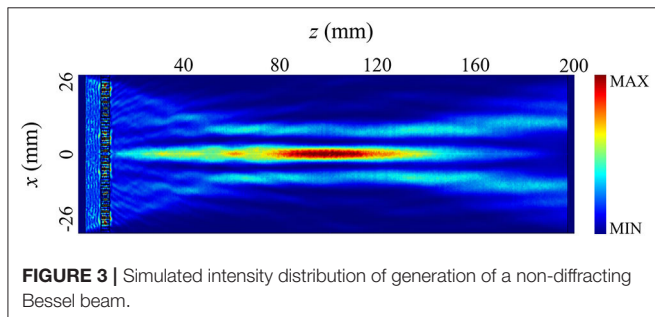 z (mm)
40 80 120 160 200
26
0
-26
x (mm)
MAX
MIN
FIGURE 3 | Simulated intensity distribution of generation of a non-diffracting
Bessel beam.